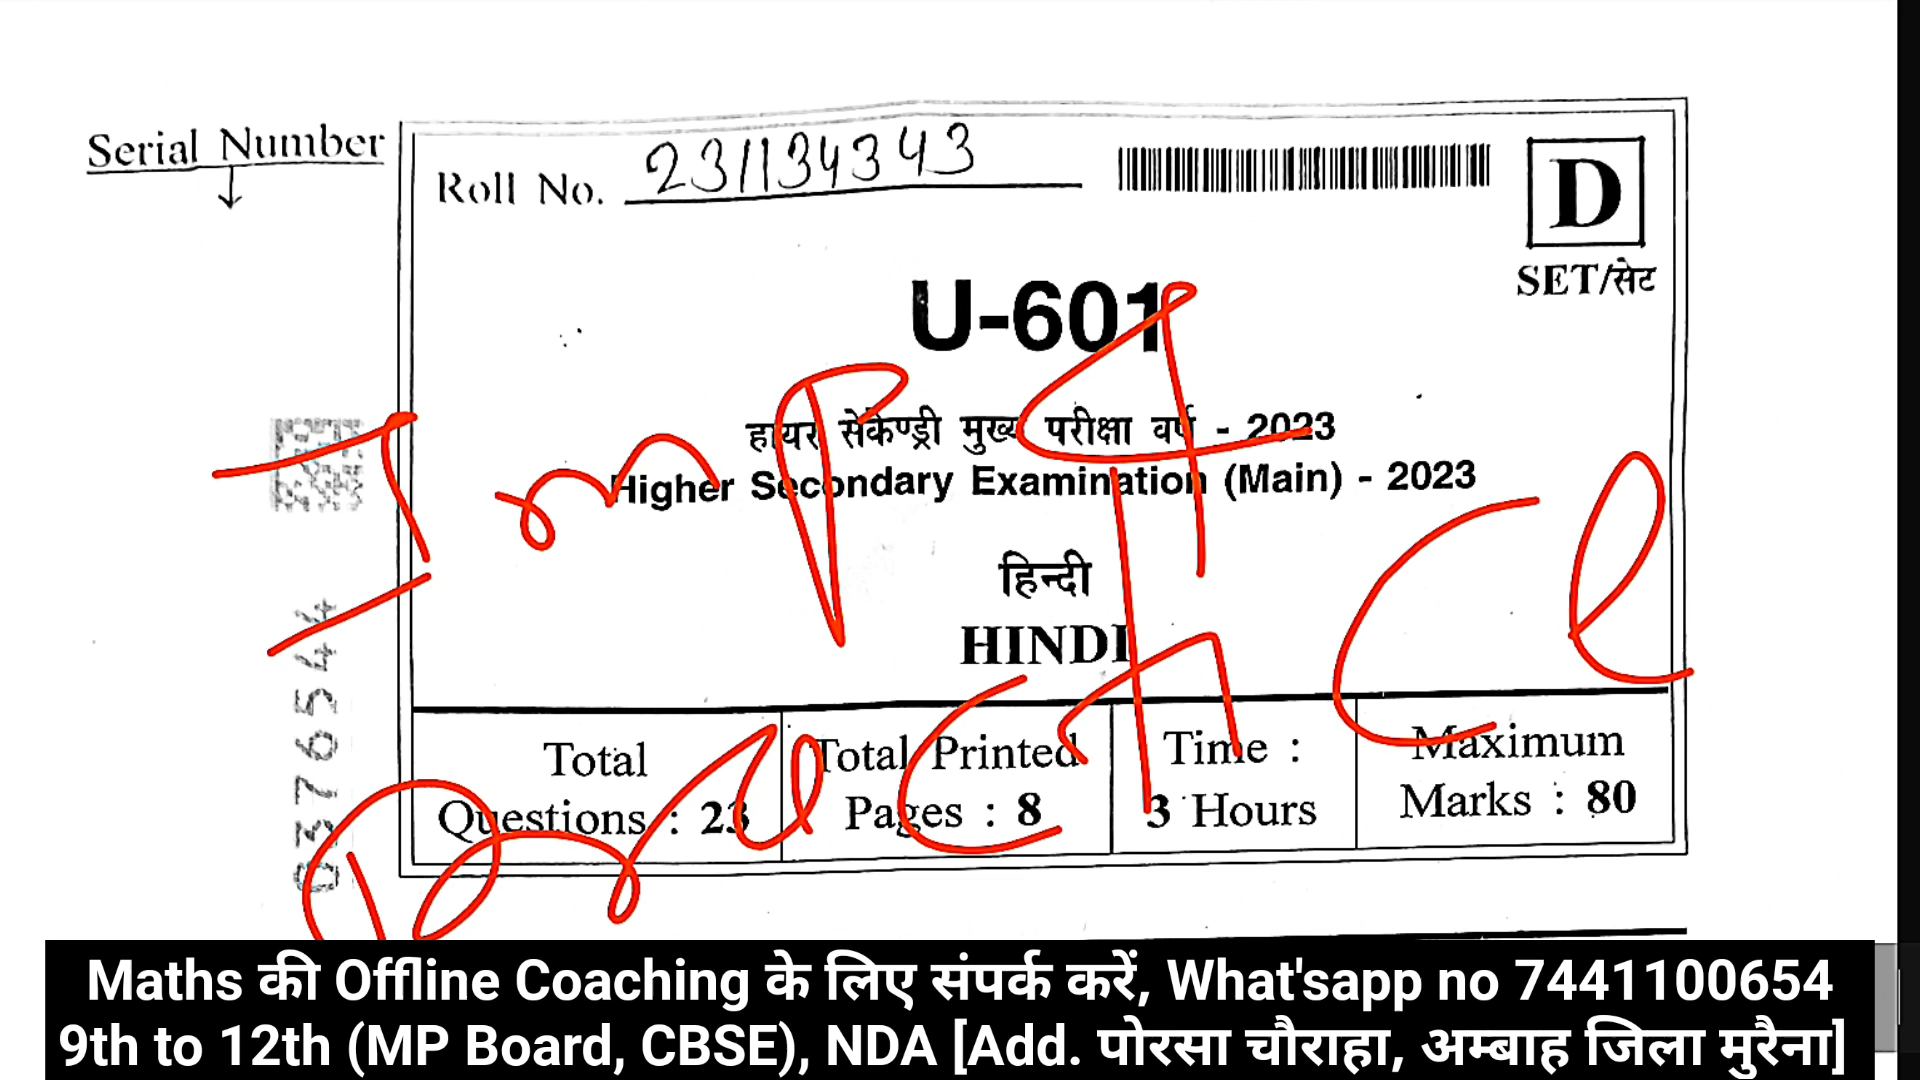 Serial Number
Roll No. 231134343
D
SET/सेट
U-601
हायर सेकेण्ड्री मुख्य परीक्षा वर्ष - 2023
Higher Secondary Examination (Main) - 2023
हिन्दी
HINDI
Total Questions : 23
Total Printed Pages : 8
Time : 3 Hours
Maximum Marks : 80
6376544
Imp
Practice
Maths की Offline Coaching के लिए संपर्क करें, What'sapp no 7441100654
9th to 12th (MP Board, CBSE), NDA [Add. पोरसा चौराहा, अम्बाह जिला मुरैना]